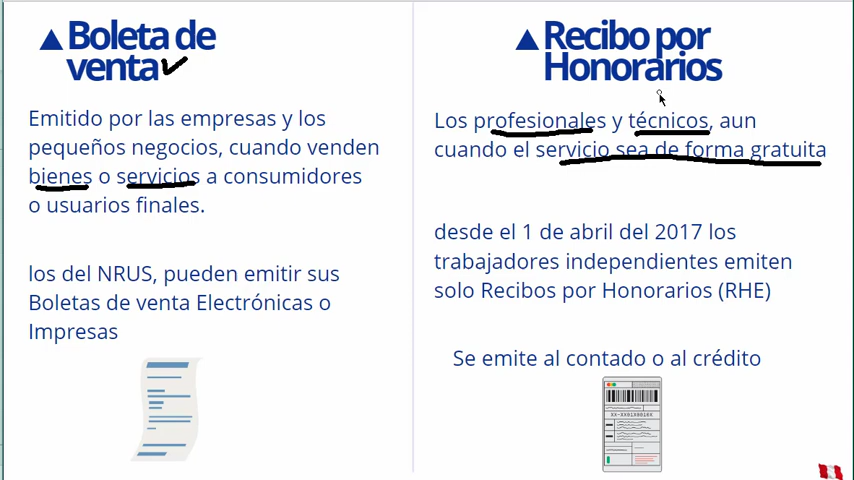 Boleta de
venta
Emitido por las empresas y los
pequeños negocios, cuando venden
bienes o servicios a consumidores
o usuarios finales.
los del NRUS, pueden emitir sus
Boletas de venta Electrónicas o
Impresas
Recibo por
Honorarios
Los profesionales y técnicos, aun
cuando el servicio sea de forma gratuita
desde el 1 de abril del 2017 los
trabajadores independientes emiten
solo Recibos por Honorarios (RHE)
Se emite al contado o al crédito